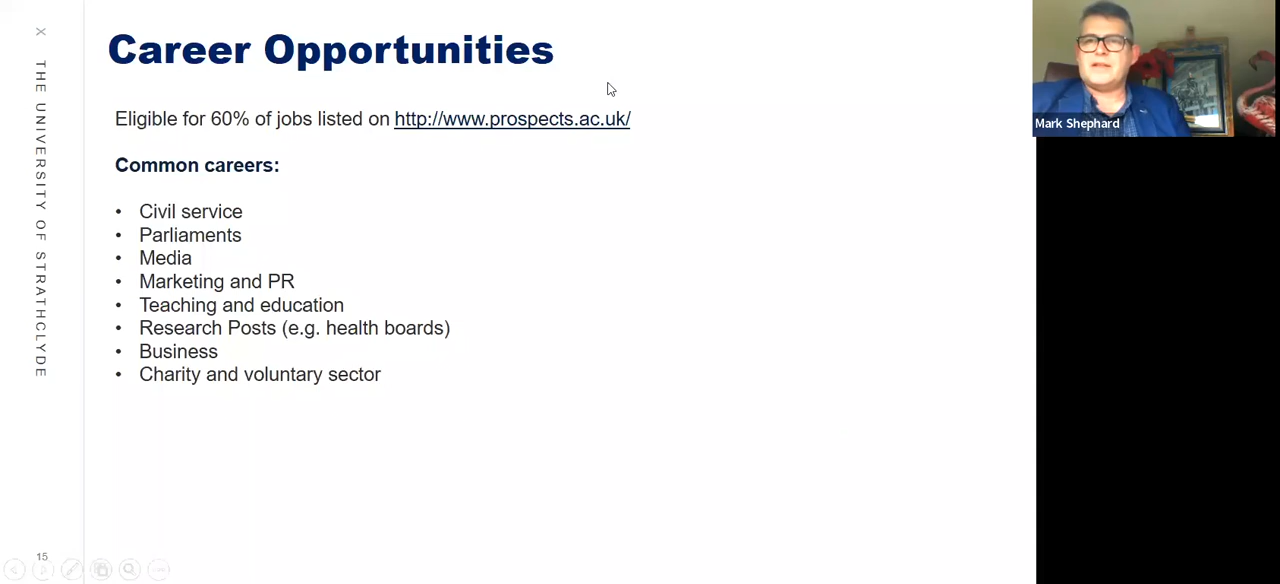 X THE UNIVERSITY OF STRATHCLYDE
Career Opportunities
Eligible for 60% of jobs listed on http://www.prospects.ac.uk/
Common careers:
• Civil service
• Parliaments
• Media
• Marketing and PR
• Teaching and education
• Research Posts (e.g. health boards)
• Business
• Charity and voluntary sector
15
Mark Shephard